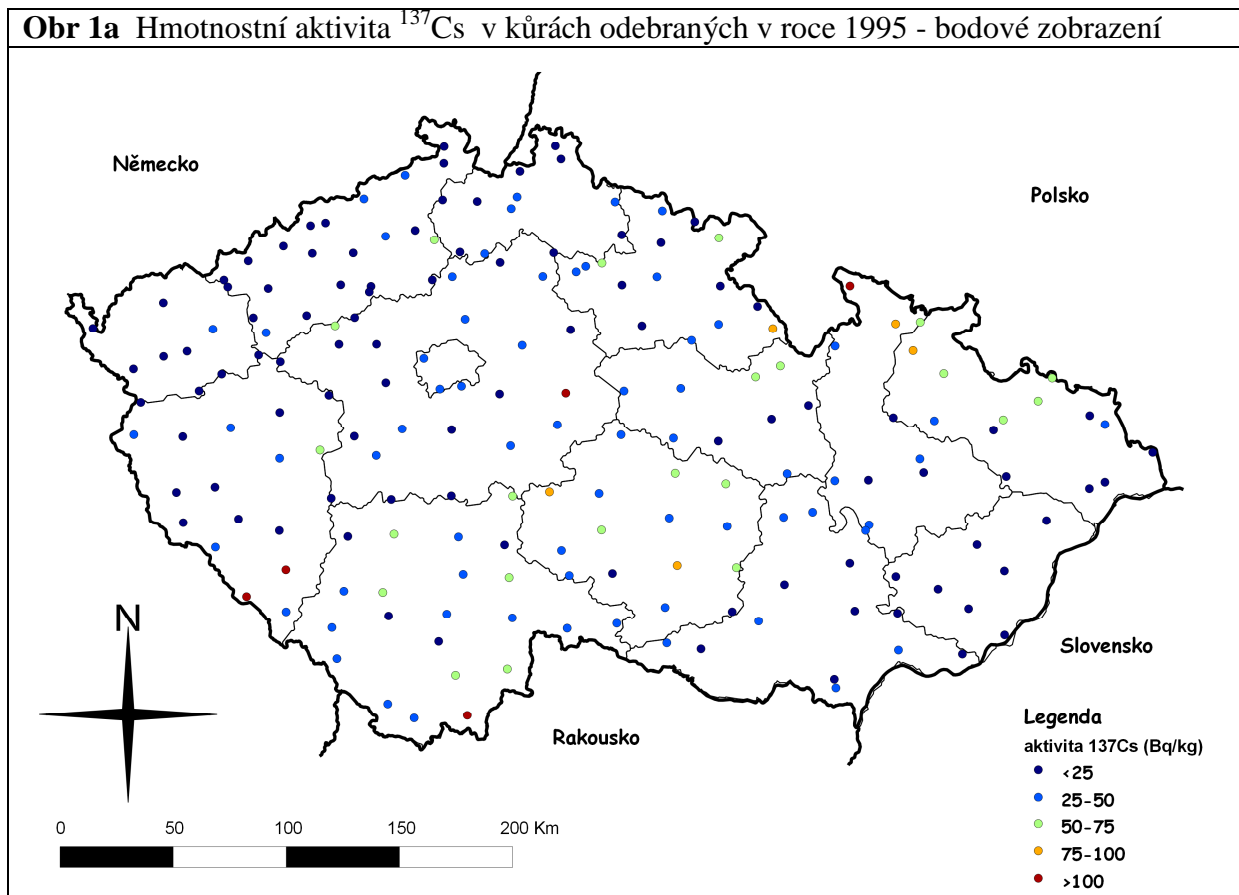 Obr 1a Hmotnostní aktivita ¹³⁷Cs v kůrách odebraných v roce 1995 - bodové zobrazení
Německo
Polsko
N
Slovensko
Rakousko
Legenda
aktivita 137Cs (Bq/kg)
<25
25-50
50-75
75-100
>100
0 50 100 150 200 Km